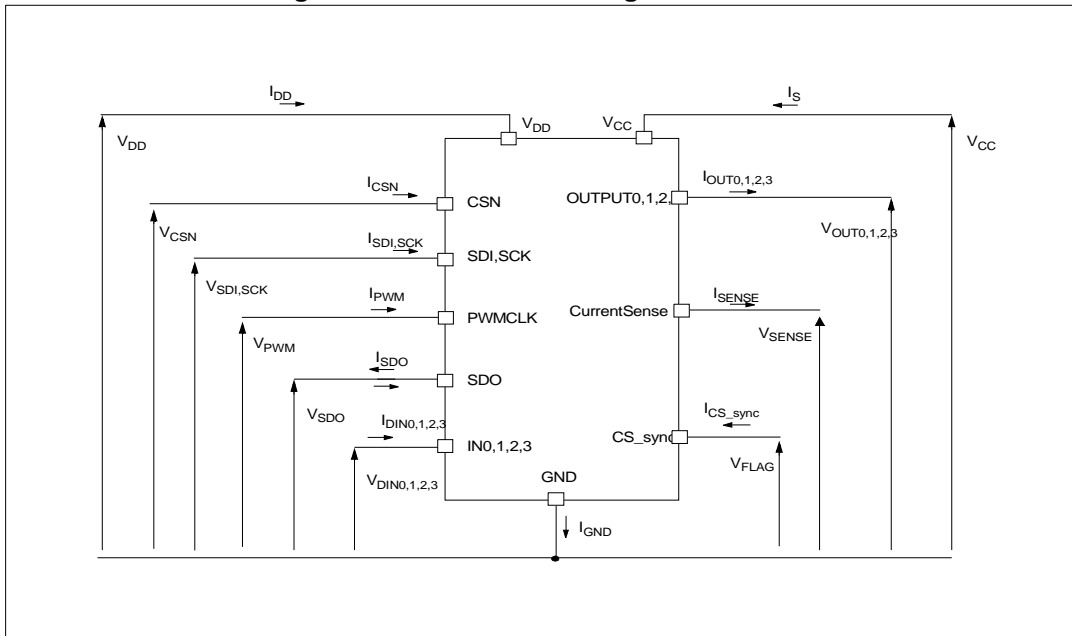 I_DD
I_S
V_DD
V_CC
V_DD
V_CC
I_CSN
CSN
OUTPUT0,1,2,
I_OUT0,1,2,3
V_CSN
V_OUT0,1,2,3
I_SDI,SCK
SDI,SCK
V_SDI,SCK
I_PWM
PWMCLK
CurrentSense
I_SENSE
V_PWM
V_SENSE
I_SDO
SDO
V_SDO
I_DIN0,1,2,3
IN0,1,2,3
CS_sync
I_CS_sync
V_DIN0,1,2,3
V_FLAG
GND
I_GND